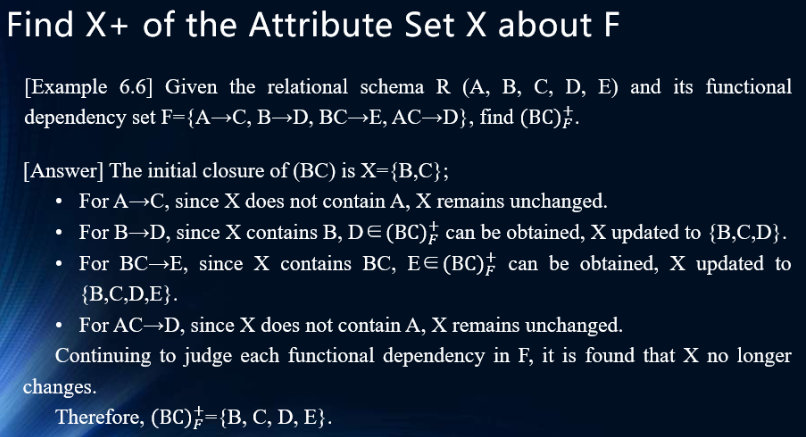 Find X+ of the Attribute Set X about F
[Example 6.6] Given the relational schema R (A, B, C, D, E) and its functional
dependency set F={A→C, B→D, BC→E, AC→D}, find (BC)⁺F.
[Answer] The initial closure of (BC) is X={B,C};
• For A→C, since X does not contain A, X remains unchanged.
• For B→D, since X contains B, D∈(BC)⁺F can be obtained, X updated to {B,C,D}.
• For BC→E, since X contains BC, E∈(BC)⁺F can be obtained, X updated to
{B,C,D,E}.
• For AC→D, since X does not contain A, X remains unchanged.
Continuing to judge each functional dependency in F, it is found that X no longer
changes.
Therefore, (BC)⁺F={B, C, D, E}.